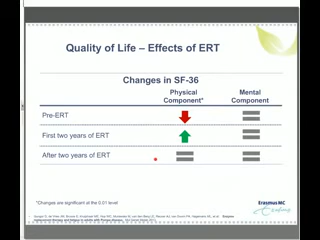 Quality of Life – Effects of ERT
Changes in SF-36
Physical Component*
Mental Component
Pre-ERT
First two years of ERT
After two years of ERT
*Changes are significant at the 0.01 level
Erasmus MC